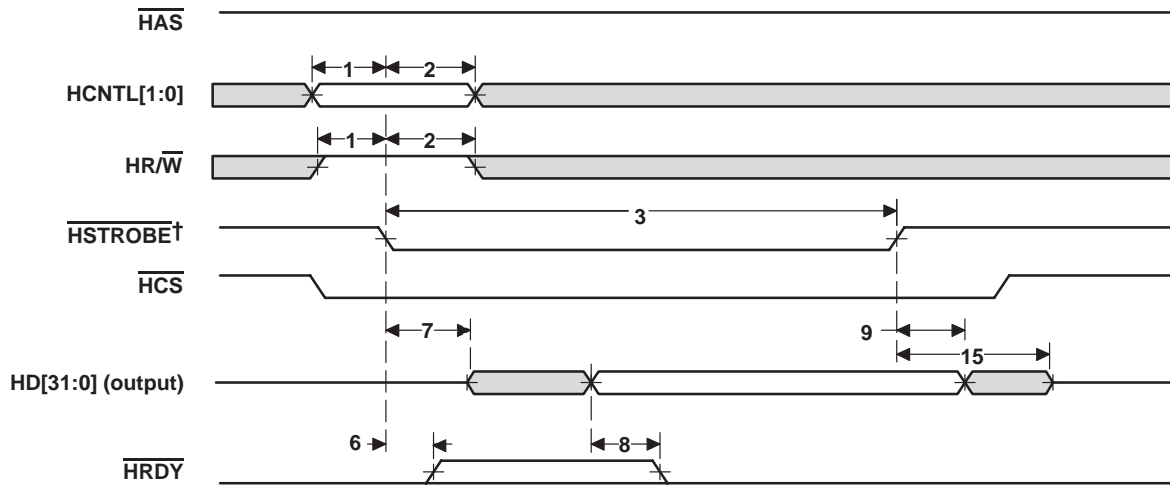 HAS
1 2
HCNTL[1:0]
1 2
HR/W
3
HSTROBE†
HCS
7 9
15
HD[31:0] (output)
6 8
HRDY